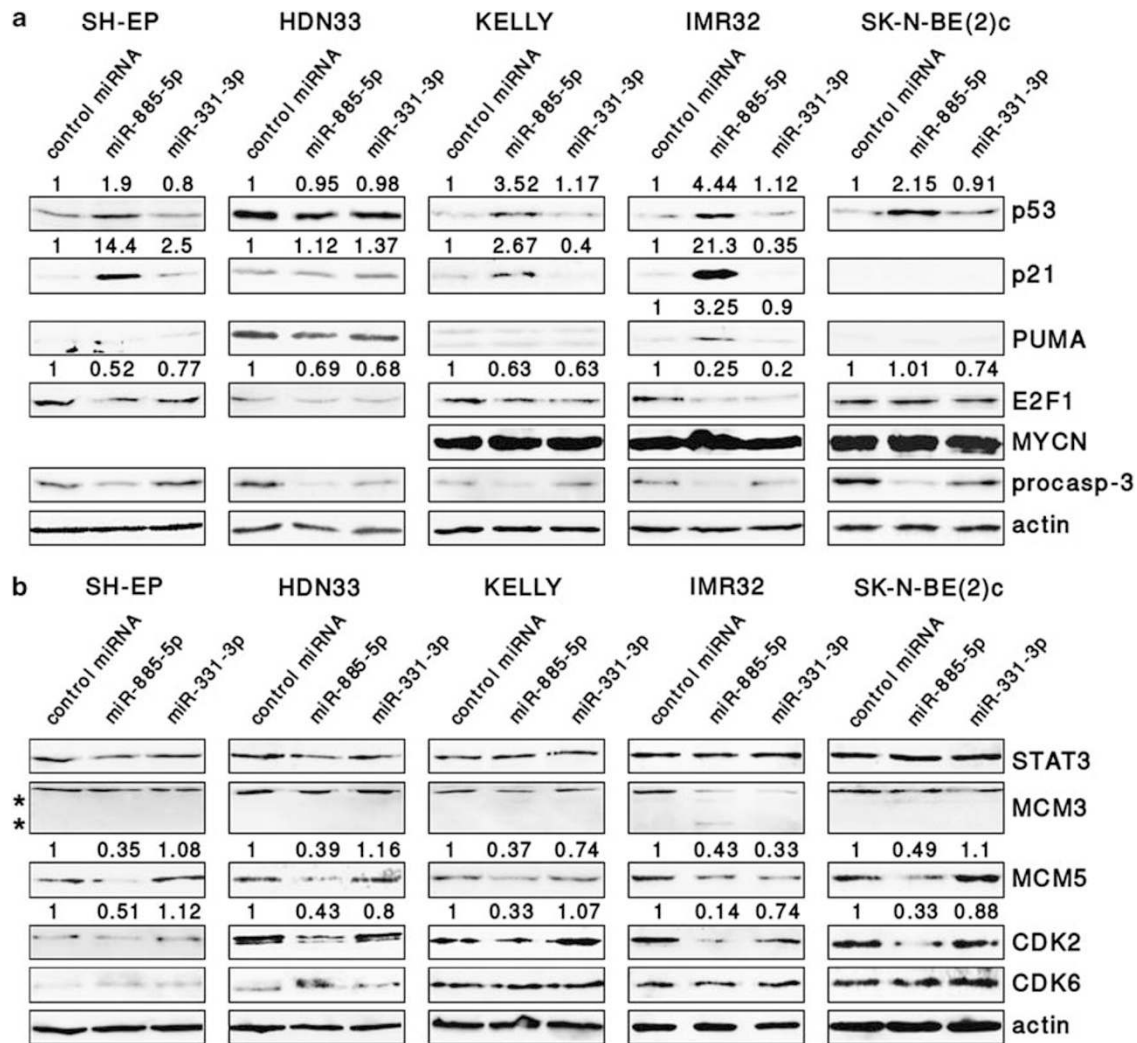 a SH-EP HDN33 KELLY IMR32 SK-N-BE(2)c
control miRNA miR-885-5p miR-331-3p control miRNA miR-885-5p miR-331-3p control miRNA miR-885-5p miR-331-3p control miRNA miR-885-5p miR-331-3p control miRNA miR-885-5p miR-331-3p
1 1.9 0.8 1 0.95 0.98 1 3.52 1.17 1 4.44 1.12 1 2.15 0.91
p53
1 14.4 2.5 1 1.12 1.37 1 2.67 0.4 1 21.3 0.35
p21
1 3.25 0.9
PUMA
1 0.52 0.77 1 0.69 0.68 1 0.63 0.63 1 0.25 0.2 1 1.01 0.74
E2F1
MYCN
procasp-3
actin
b SH-EP HDN33 KELLY IMR32 SK-N-BE(2)c
control miRNA miR-885-5p miR-331-3p control miRNA miR-885-5p miR-331-3p control miRNA miR-885-5p miR-331-3p control miRNA miR-885-5p miR-331-3p control miRNA miR-885-5p miR-331-3p
STAT3
*
MCM3
*
1 0.35 1.08 1 0.39 1.16 1 0.37 0.74 1 0.43 0.33 1 0.49 1.1
MCM5
1 0.51 1.12 1 0.43 0.8 1 0.33 1.07 1 0.14 0.74 1 0.33 0.88
CDK2
CDK6
actin